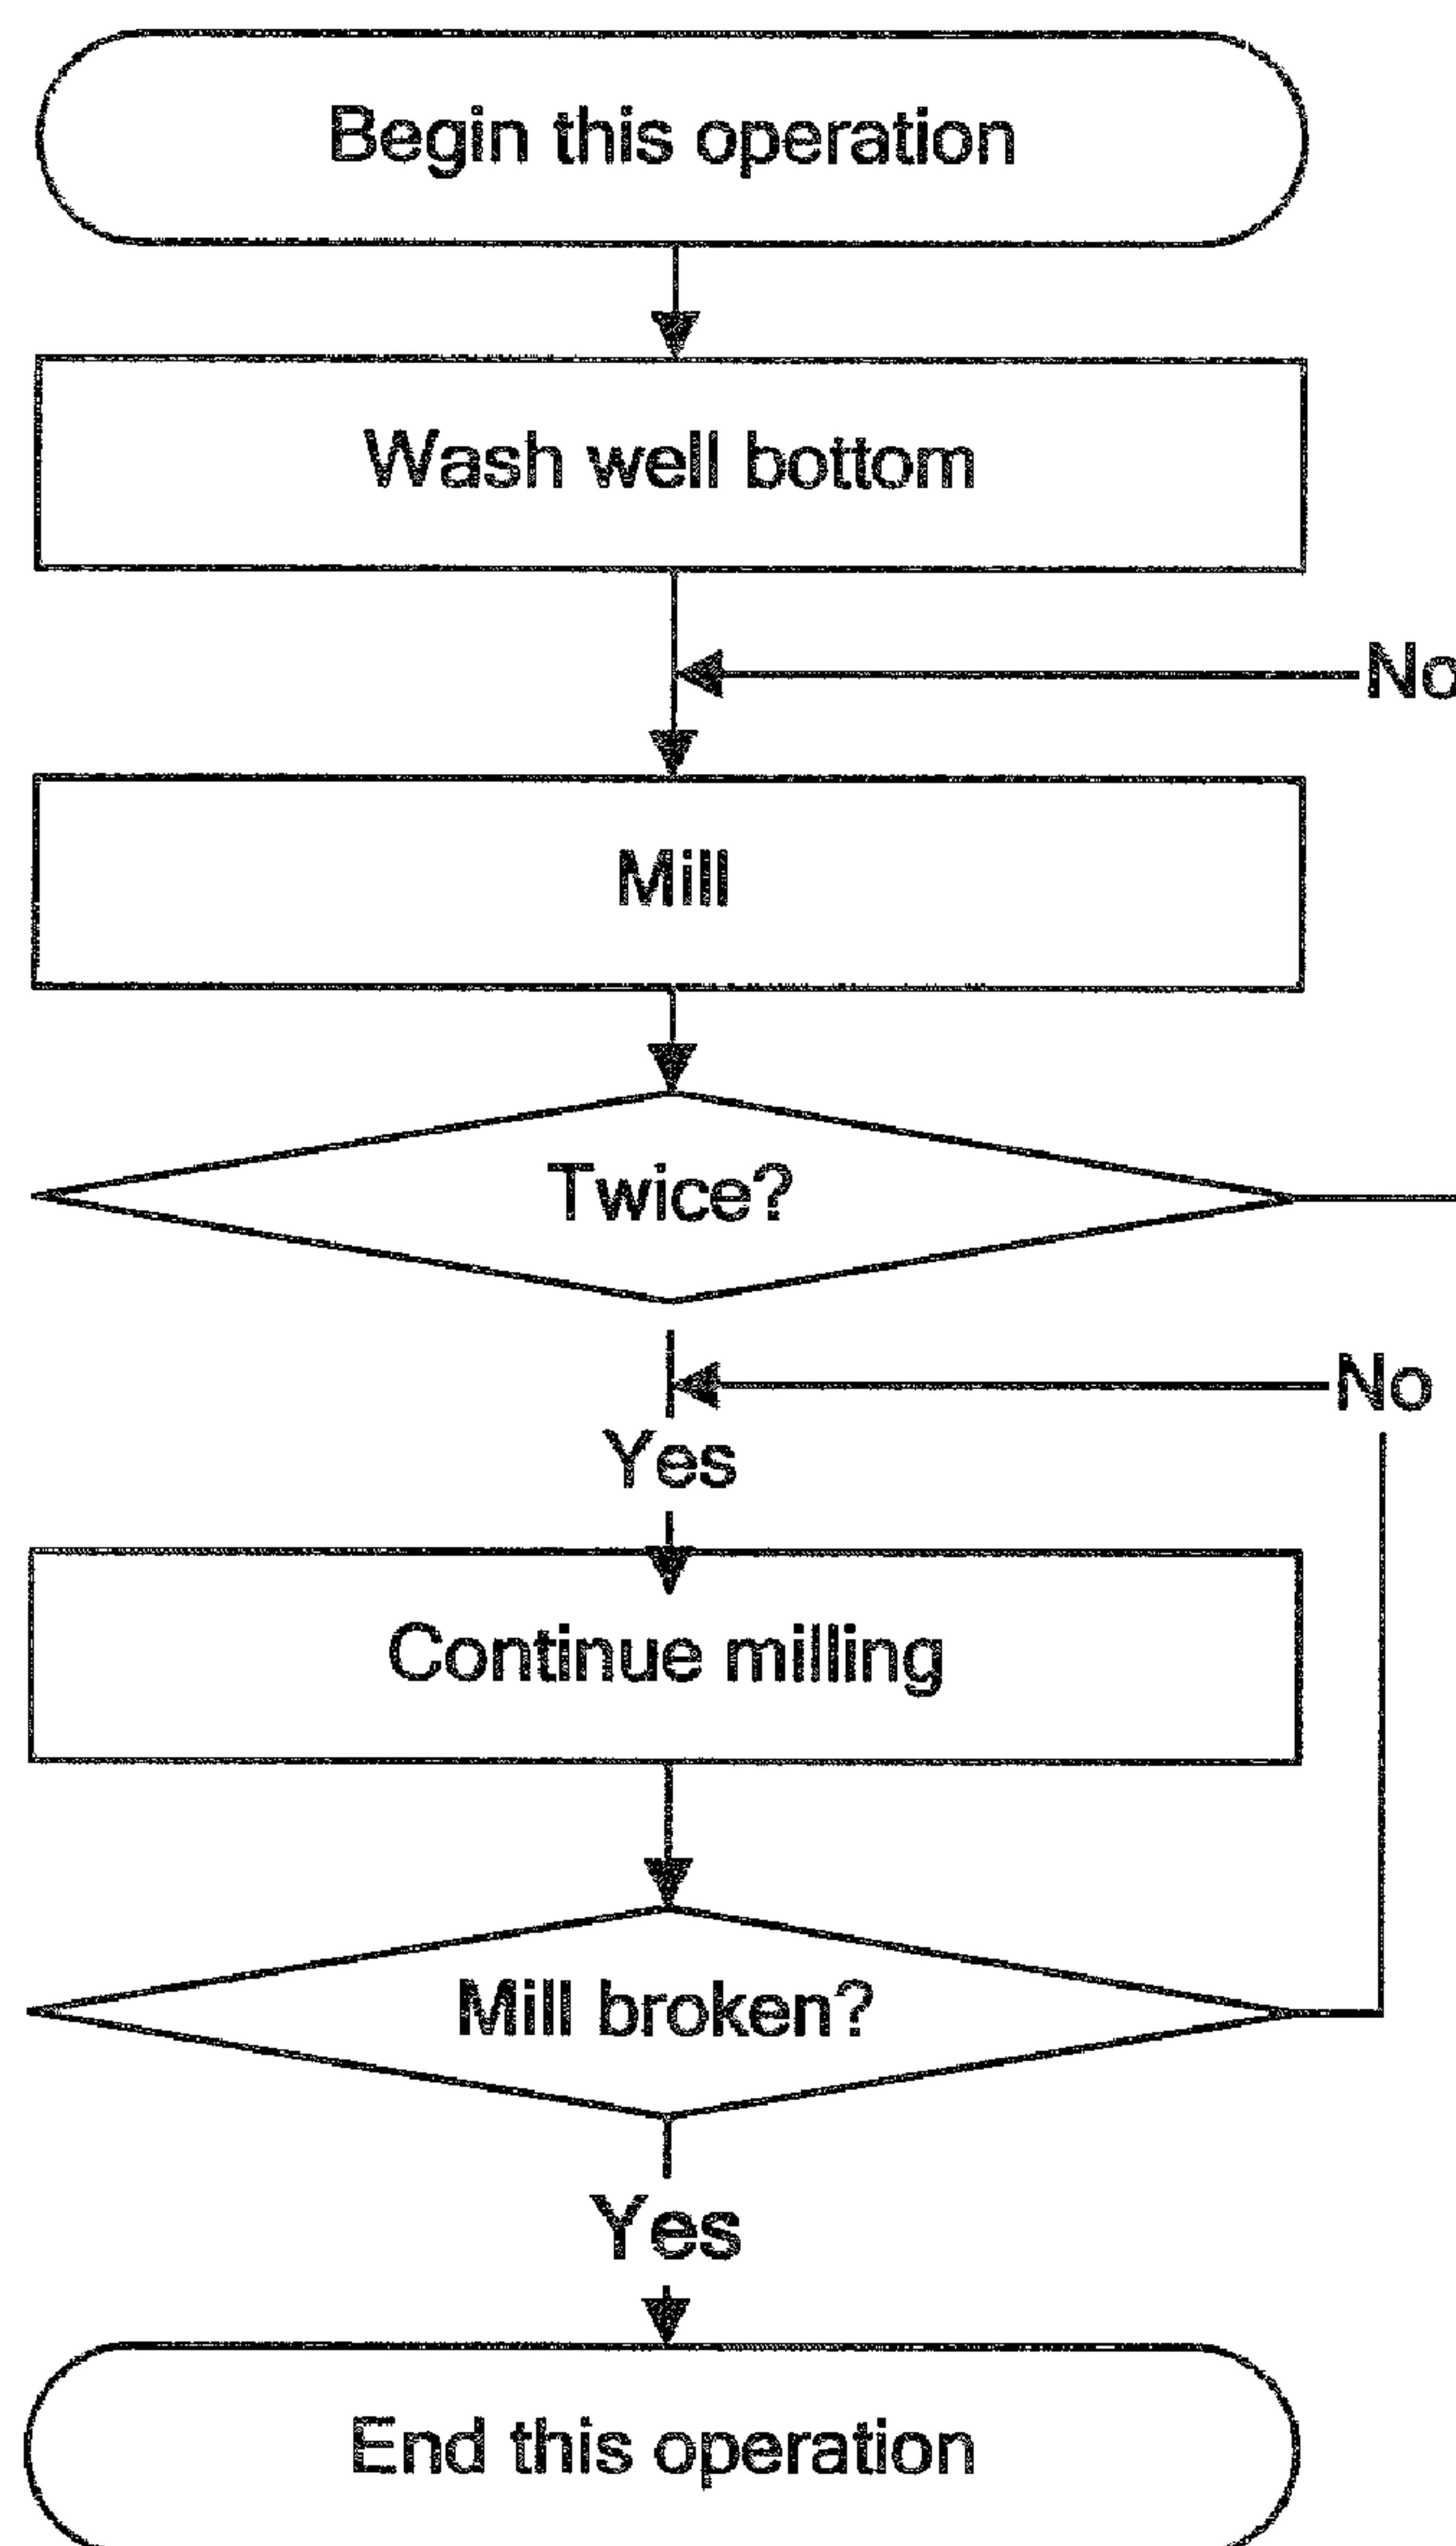 Begin this operation
Wash well bottom
No
Mill
Twice?
No
Yes
Continue milling
Mill broken?
Yes
End this operation